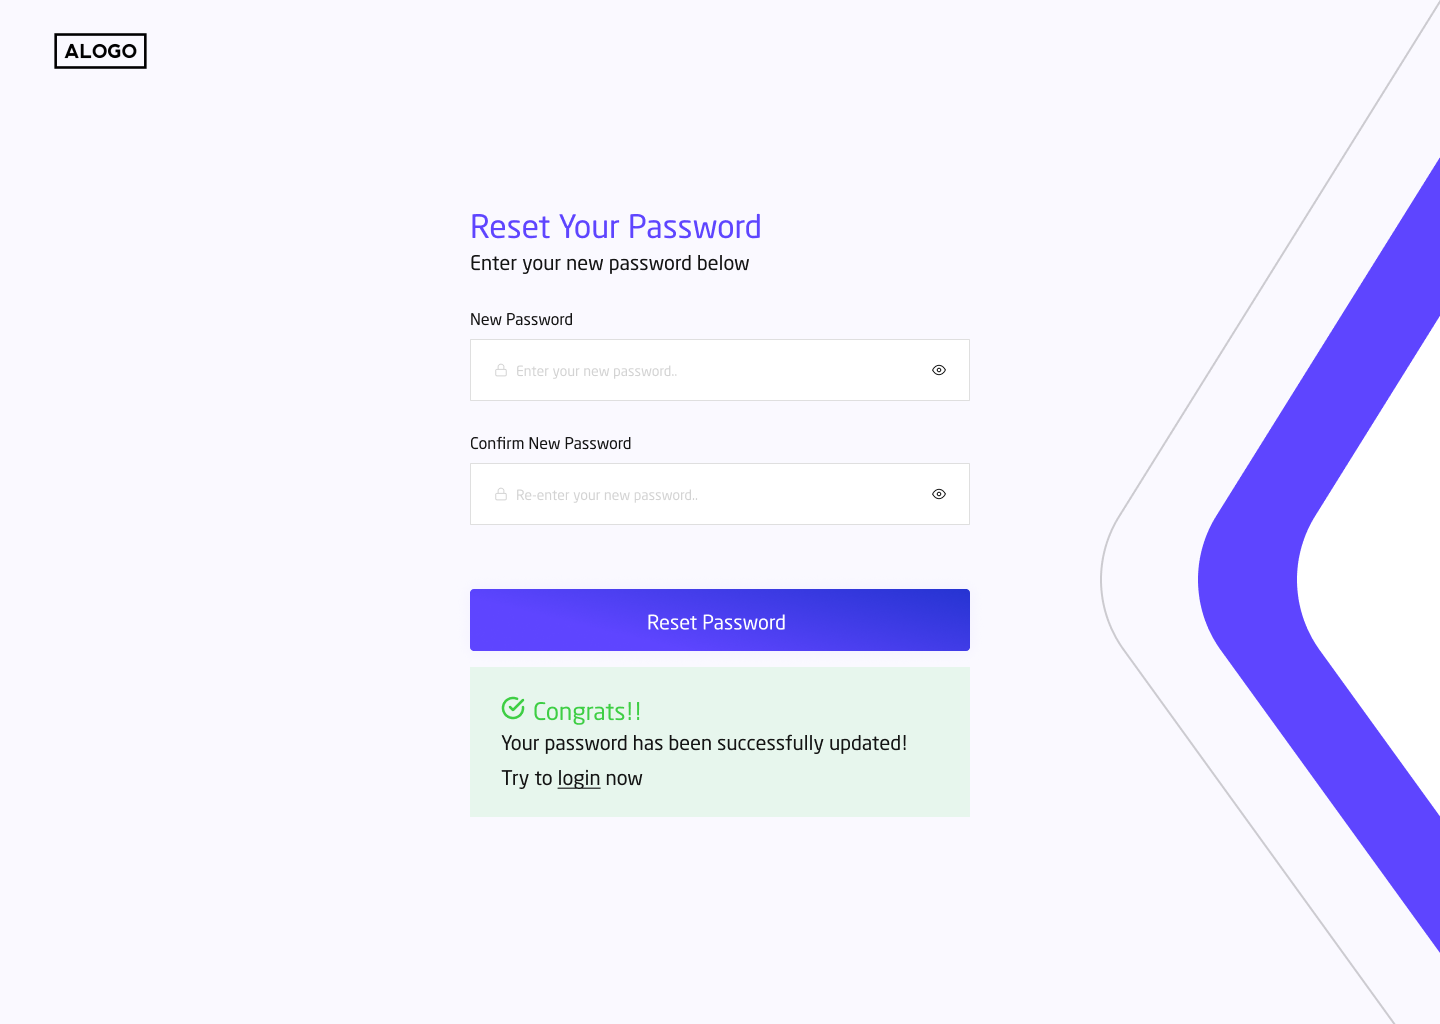 ALOGO
Reset Your Password
Enter your new password below
New Password
Enter your new password..
Confirm New Password
Re-enter your new password..
Reset Password
Congrats!!
Your password has been successfully updated!
Try to login now